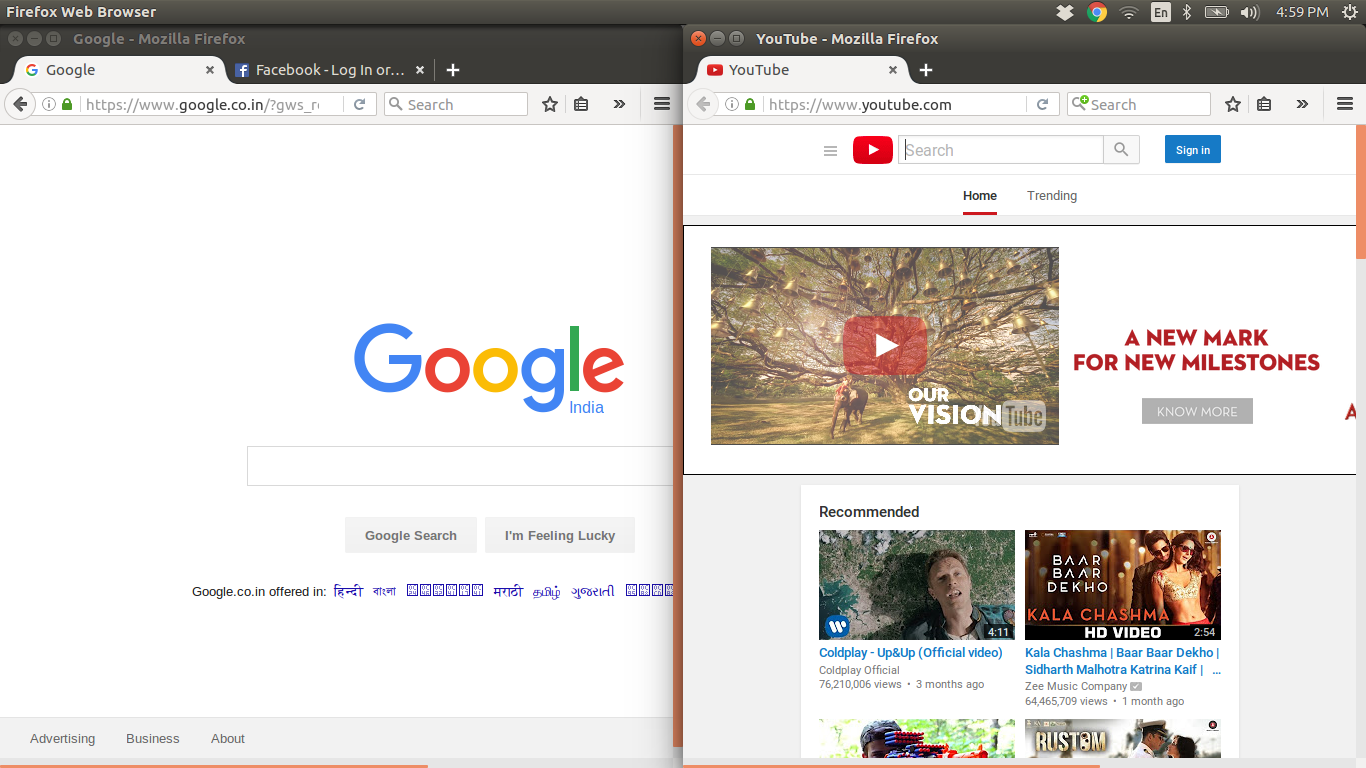 Firefox Web Browser
En
4:59 PM
Google - Mozilla Firefox
Google
Facebook - Log In or...
https://www.google.co.in/?gws_r
Search
Google
India
Google Search
I'm Feeling Lucky
Google.co.in offered in: हिन्दी বাংলা मराठी தமிழ் ગુજરાતી
Advertising
Business
About
YouTube - Mozilla Firefox
YouTube
https://www.youtube.com
Search
Search
Sign in
Home
Trending
OUR
VISION
Tube
A NEW MARK
FOR NEW MILESTONES
KNOW MORE
Recommended
4:11
Coldplay - Up&Up (Official video)
Coldplay Official
76,210,006 views • 3 months ago
BAAR
BAAR
DEKHO
KALA CHASHMA
HD VIDEO
2:54
Kala Chashma | Baar Baar Dekho |
Sidharth Malhotra Katrina Kaif | ...
Zee Music Company
64,465,709 views • 1 month ago
RUSTOM